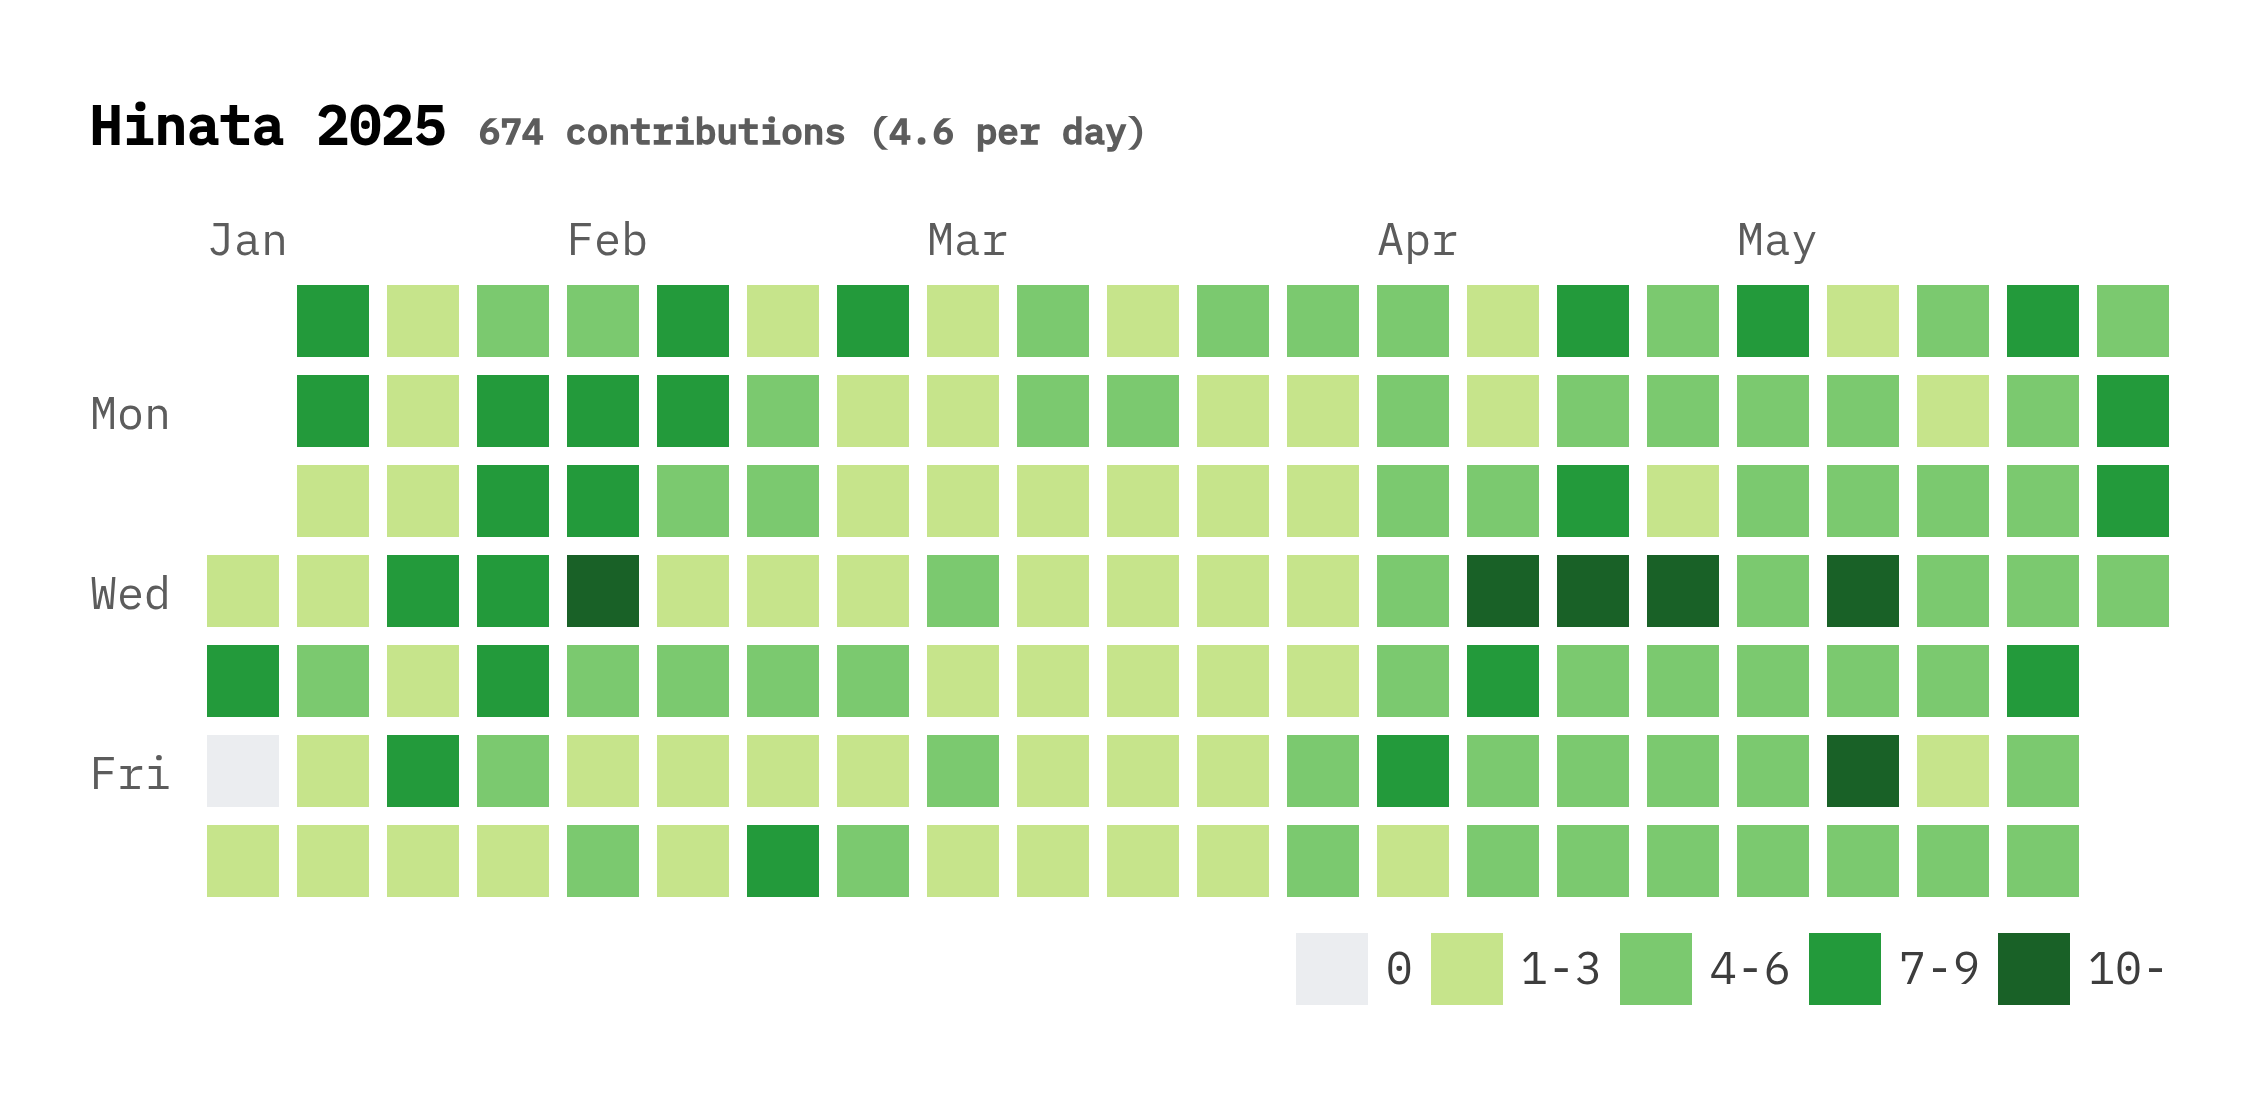 Hinata 2025 674 contributions (4.6 per day)
Jan Feb Mar Apr May
Mon
Wed
Fri
0 1-3 4-6 7-9 10-